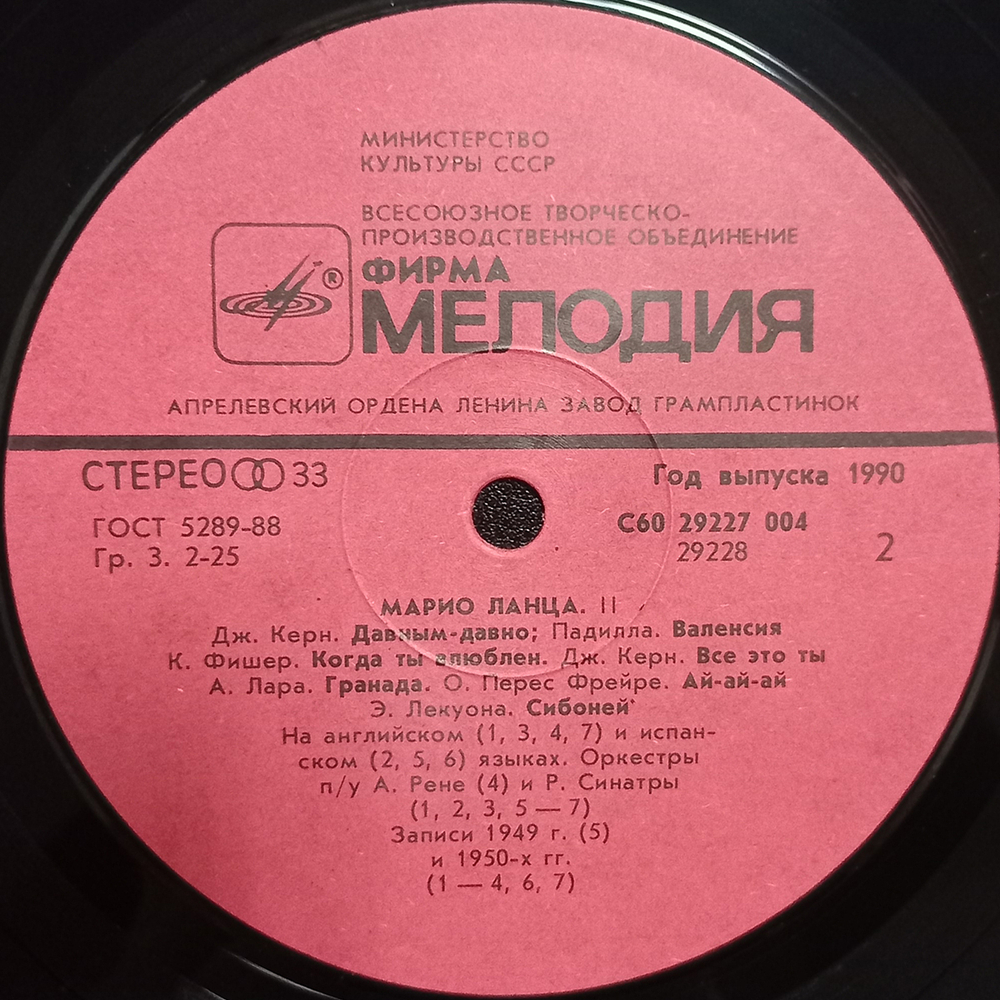 МИНИСТЕРСТВО
КУЛЬТУРЫ СССР
ВСЕСОЮЗНОЕ ТВОРЧЕСКО-
ПРОИЗВОДСТВЕННОЕ ОБЪЕДИНЕНИЕ
®
ФИРМА
МЕЛОДИЯ
АПРЕЛЕВСКИЙ ОРДЕНА ЛЕНИНА ЗАВОД ГРАМПЛАСТИНОК
СТЕРЕО 33
Год выпуска 1990
ГОСТ 5289-88
С60 29227 004
Гр. 3. 2-25
29228
2
МАРИО ЛАНЦА. II
Дж. Керн. Давным-давно; Падилла. Валенсия
К. Фишер. Когда ты влюблен. Дж. Керн. Все это ты
А. Лара. Гранада. О. Перес Фрейре. Ай-ай-ай
Э. Лекуона. Сибоней
На английском (1, 3, 4, 7) и испан-
ском (2, 5, 6) языках. Оркестры
п/у А. Рене (4) и Р. Синатры
(1, 2, 3, 5 — 7)
Записи 1949 г. (5)
и 1950-х гг.
(1 — 4, 6, 7)